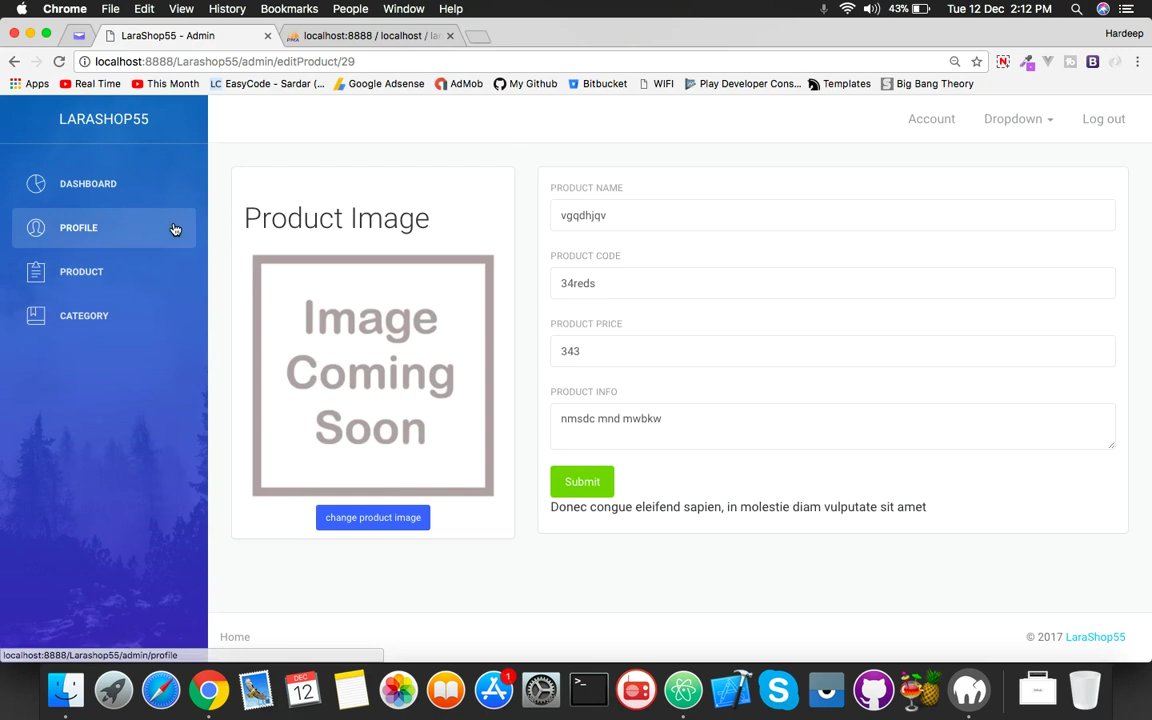 Chrome File Edit View History Bookmarks People Window Help 43% Tue 12 Dec 2:12 PM
LaraShop55 - Admin localhost:8888 / localhost / lar Hardeep
localhost:8888/Larashop55/admin/editProduct/29
Apps Real Time This Month EasyCode - Sardar (... Google Adsense AdMob My Github Bitbucket WIFI Play Developer Cons... Templates Big Bang Theory
LARASHOP55
Account Dropdown Log out
DASHBOARD
PROFILE
PRODUCT
CATEGORY
Product Image
Image
Coming
Soon
change product image
PRODUCT NAME
vgqdhjqv
PRODUCT CODE
34reds
PRODUCT PRICE
343
PRODUCT INFO
nmsdc mnd mwbkw
Submit
Donec congue eleifend sapien, in molestie diam vulputate sit amet
Home
© 2017 LaraShop55
localhost:8888/Larashop55/admin/profile
DEC
12
1